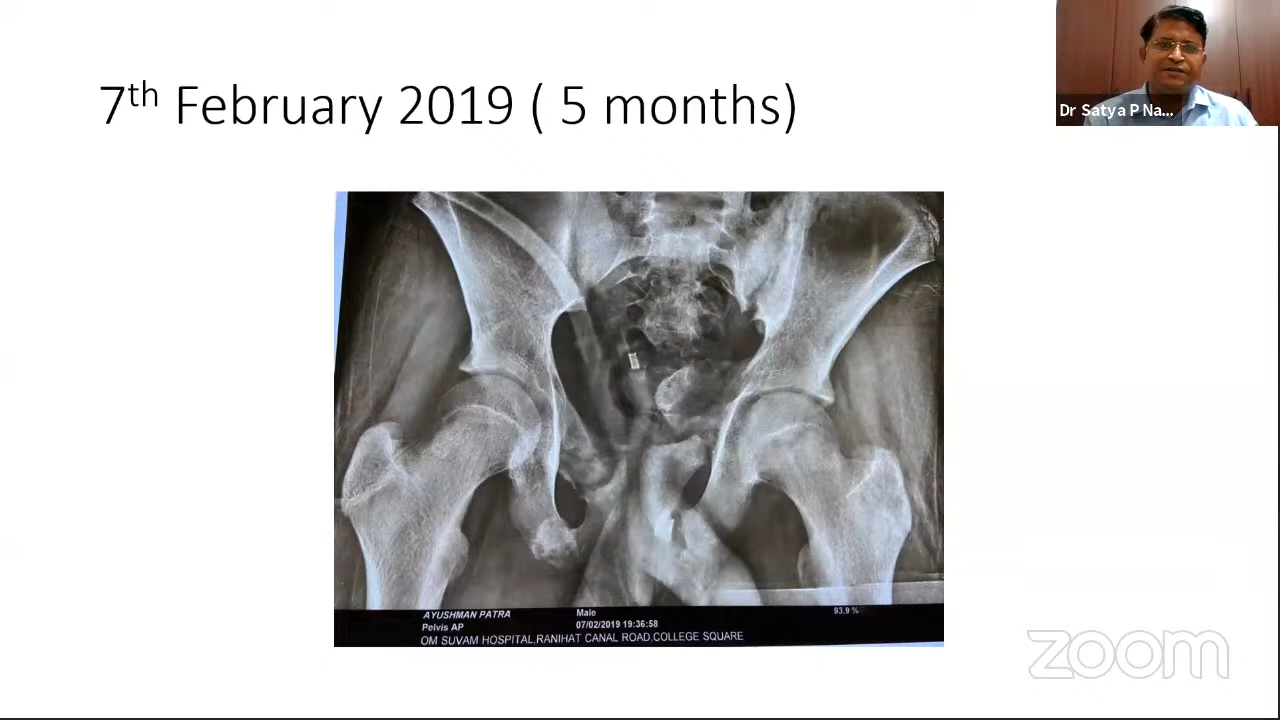 7th February 2019 ( 5 months)
Dr Satya P Na...
AYUSHMAN PATRA
Male
93.9 %
Pelvis AP
07/02/2019 19:36:58
OM SUVAM HOSPITAL,RANIHAT CANAL ROAD,COLLEGE SQUARE
zoom